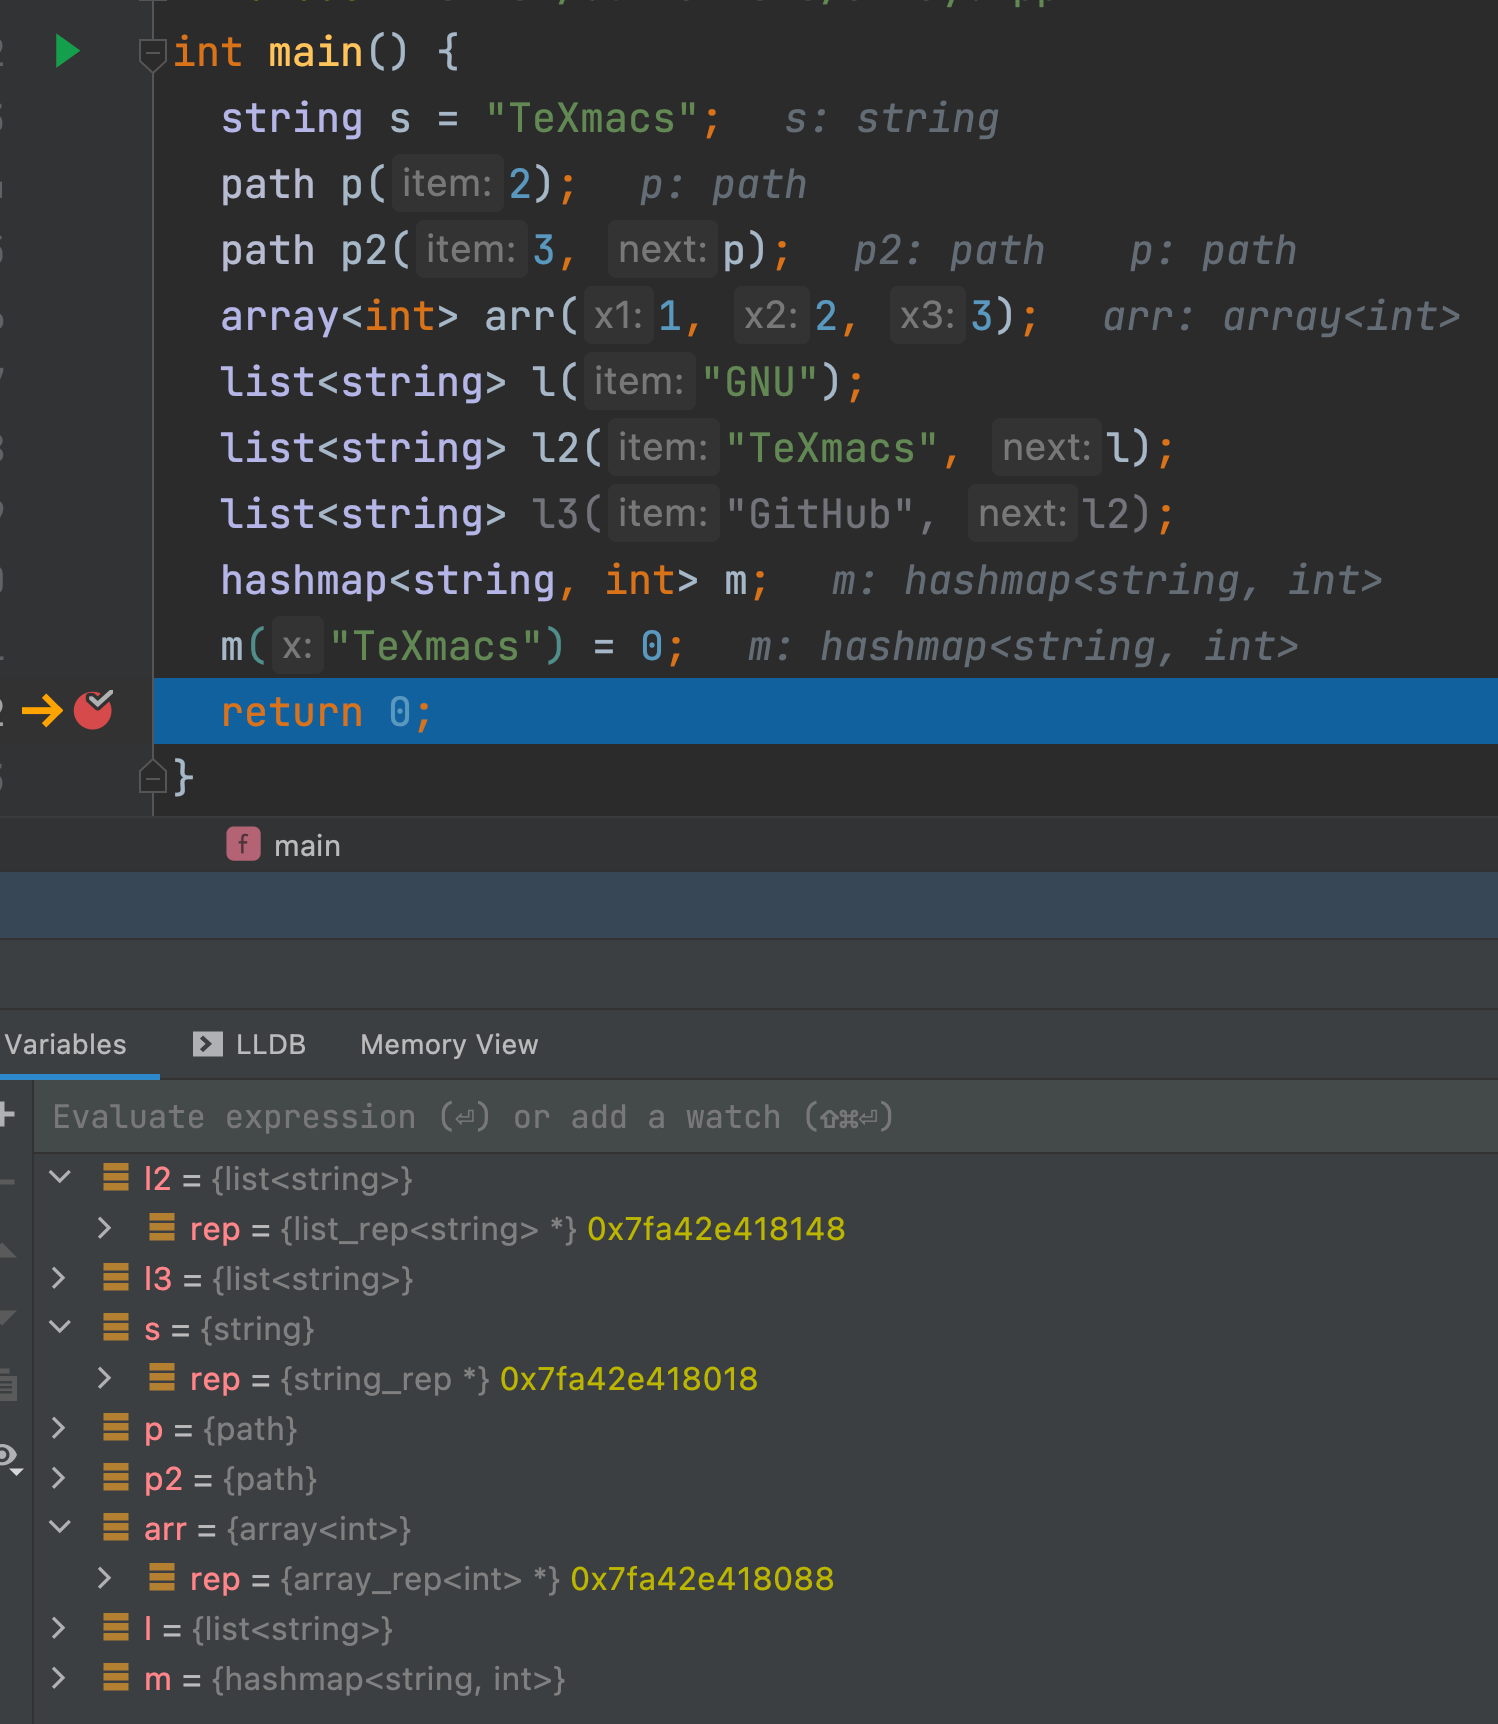 int main() {
string s = "TeXmacs"; s: string
path p( item: 2); p: path
path p2( item: 3, next: p); p2: path p: path
array<int> arr( x1: 1, x2: 2, x3: 3); arr: array<int>
list<string> l( item: "GNU");
list<string> l2( item: "TeXmacs", next: l);
list<string> l3( item: "GitHub", next: l2);
hashmap<string, int> m; m: hashmap<string, int>
m( x: "TeXmacs") = 0; m: hashmap<string, int>
return 0;
}
f main
Variables LLDB Memory View
Evaluate expression (⏎) or add a watch (⇧⌘⏎)
l2 = {list<string>}
rep = {list_rep<string> *} 0x7fa42e418148
l3 = {list<string>}
s = {string}
rep = {string_rep *} 0x7fa42e418018
p = {path}
p2 = {path}
arr = {array<int>}
rep = {array_rep<int> *} 0x7fa42e418088
l = {list<string>}
m = {hashmap<string, int>}